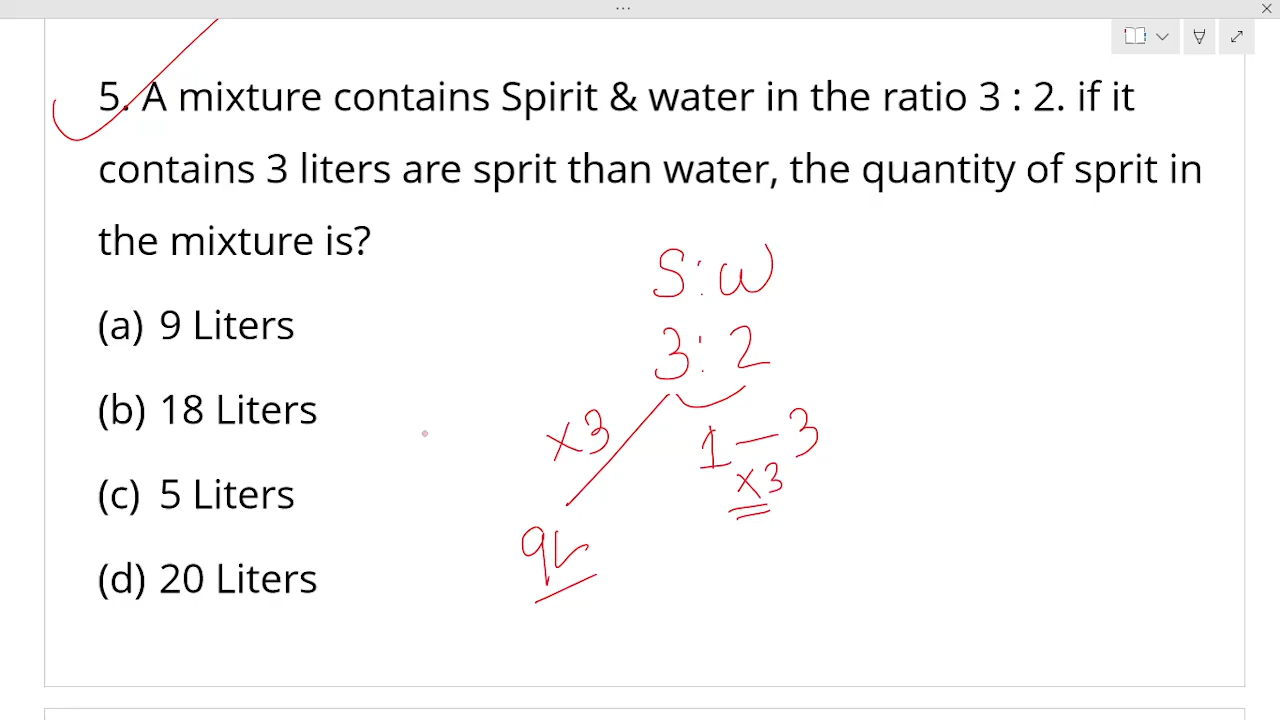 5. A mixture contains Spirit & water in the ratio 3 : 2. if it
contains 3 liters are sprit than water, the quantity of sprit in
the mixture is?
(a) 9 Liters
(b) 18 Liters
(c) 5 Liters
(d) 20 Liters
S : W
3 : 2
×3
1 — 3
×3
9L